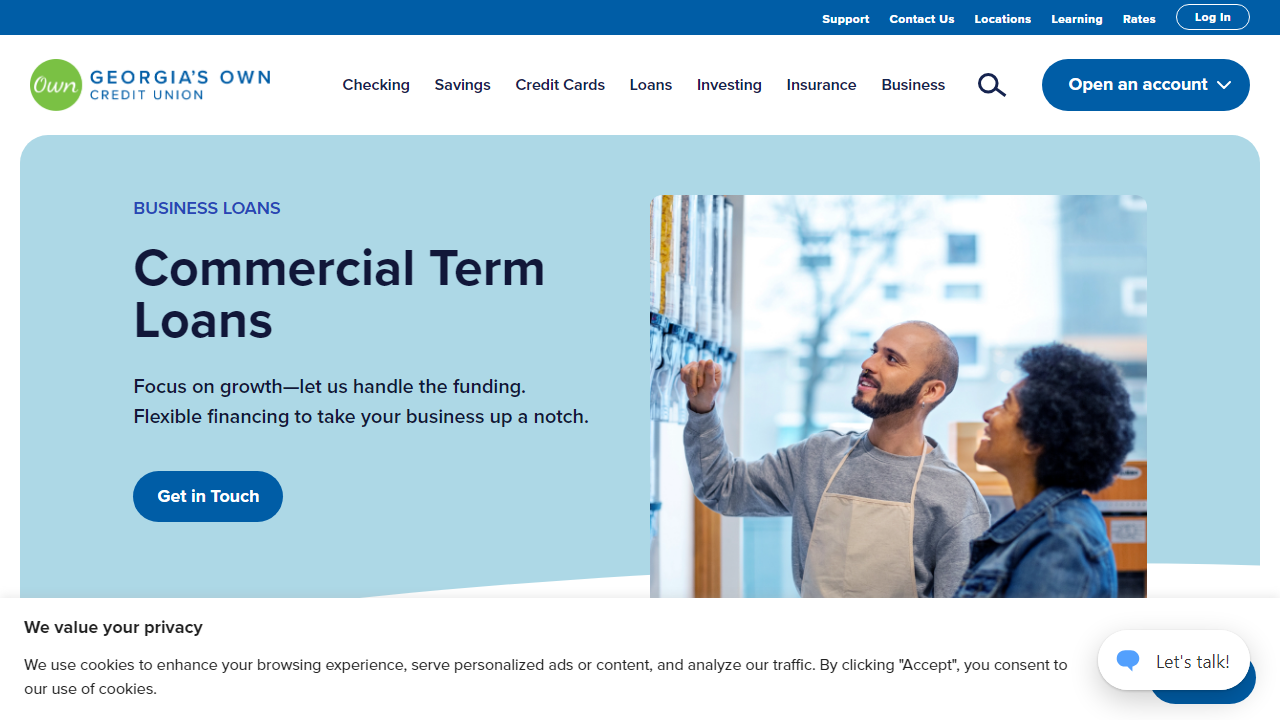 Support Contact Us Locations Learning Rates Log In
Own GEORGIA'S OWN
CREDIT UNION
Checking Savings Credit Cards Loans Investing Insurance Business Open an account
BUSINESS LOANS
Commercial Term
Loans
Focus on growth—let us handle the funding.
Flexible financing to take your business up a notch.
Get in Touch
We value your privacy
We use cookies to enhance your browsing experience, serve personalized ads or content, and analyze our traffic. By clicking "Accept", you consent to
our use of cookies.
Let's talk!